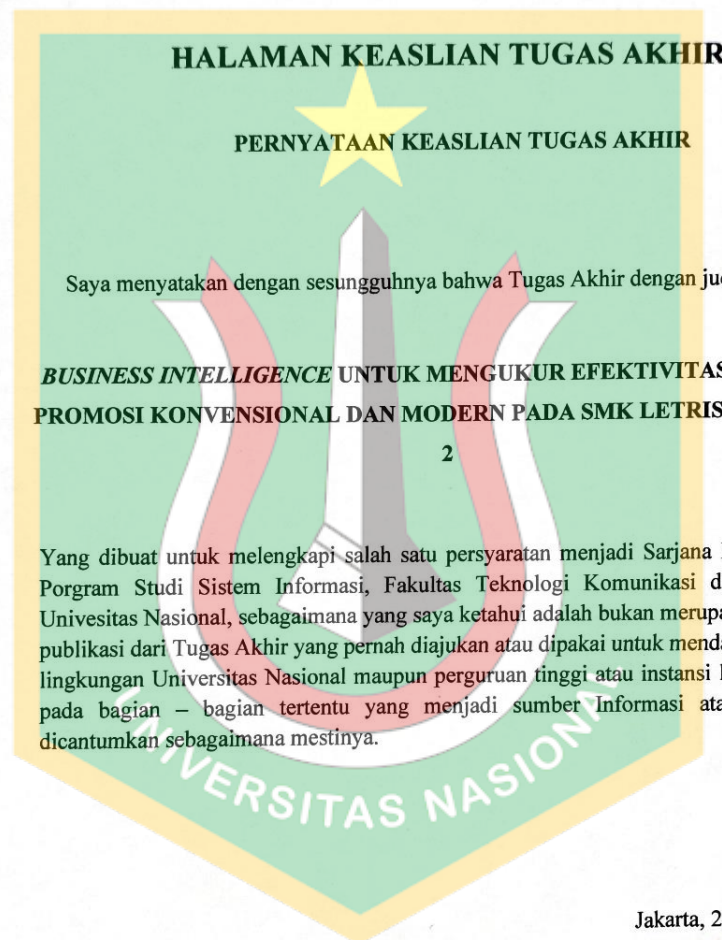 HALAMAN KEASLIAN TUGAS AKHIR
PERNYATAAN KEASLIAN TUGAS AKHIR
Saya menyatakan dengan sesungguhnya bahwa Tugas Akhir dengan
BUSINESS INTELLIGENCE UNTUK MENGUKUR EFEKTIVITAS
PROMOSI KONVENSIONAL DAN MODERN PADA SMK LETRIS
2
Yang dibuat untuk melengkapi salah satu persyaratan menjadi Sarjana
Porgram Studi Sistem Informasi, Fakultas Teknologi Komunikasi
Univesitas Nasional, sebagaimana yang saya ketahui adalah bukan
publikasi dari Tugas Akhir yang pernah diajukan atau dipakai untuk
lingkungan Universitas Nasional maupun perguruan tinggi atau instansi
pada bagian – bagian tertentu yang menjadi sumber Informasi
dicantumkan sebagaimana mestinya.
UNIVERSITAS NASIONAL
Jakarta, 2